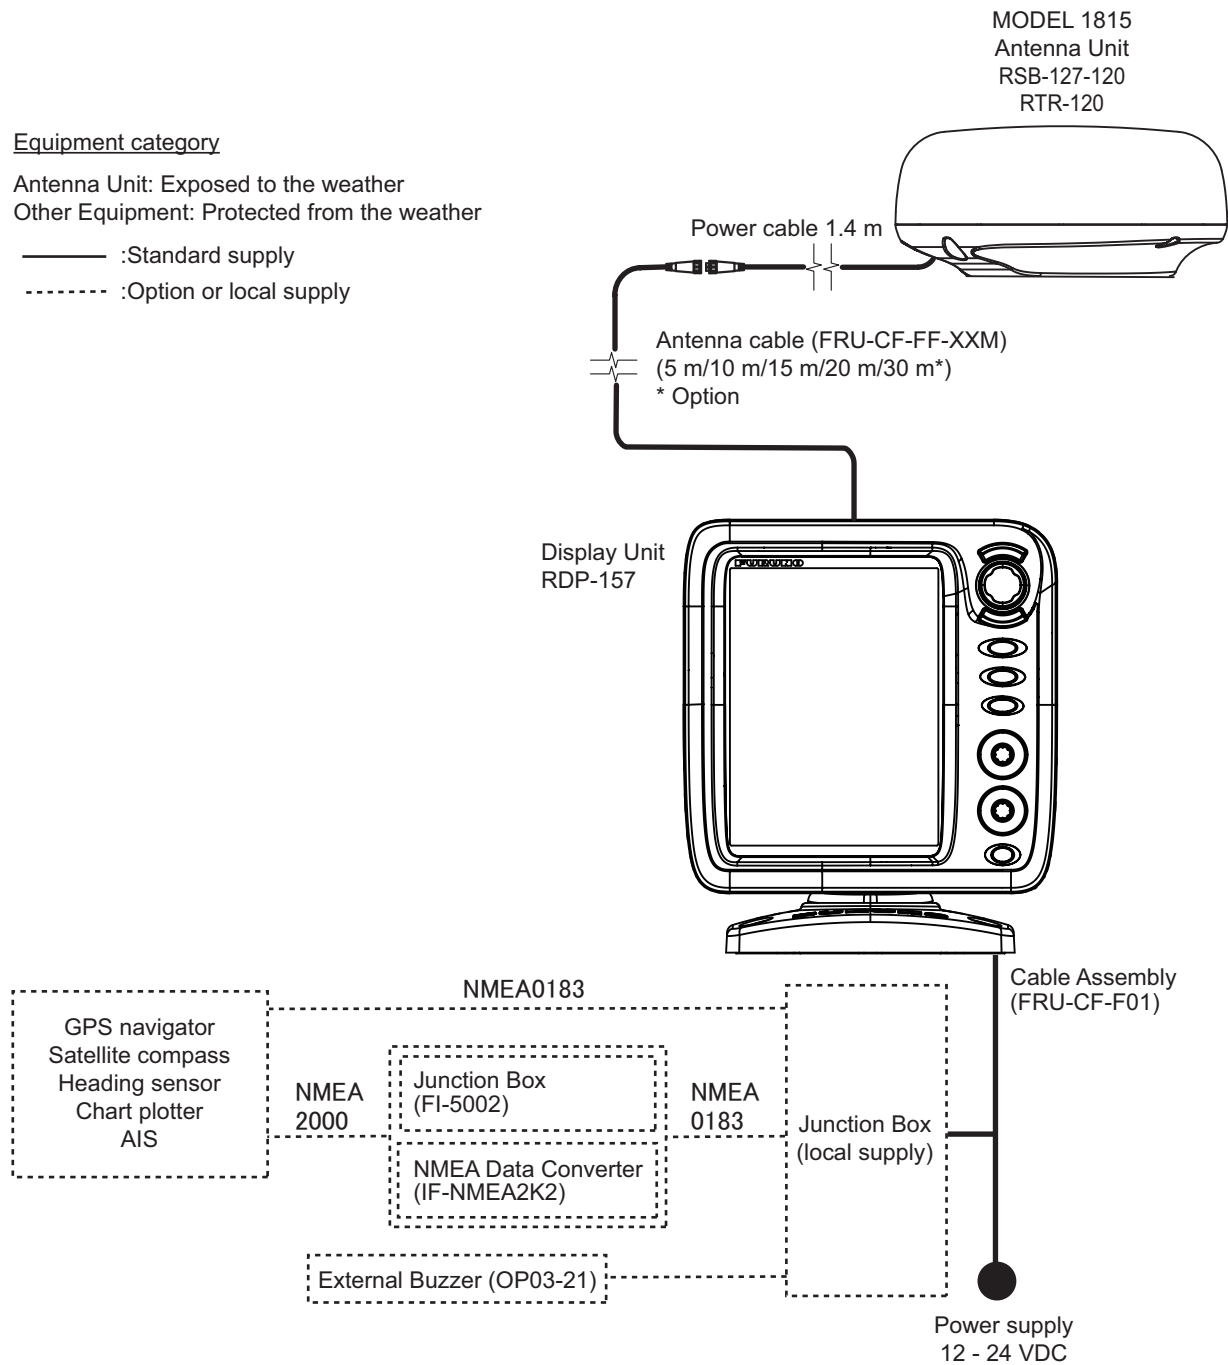 MODEL 1815
Antenna Unit
RSB-127-120
RTR-120
Equipment category
Antenna Unit: Exposed to the weather
Other Equipment: Protected from the weather
:Standard supply
:Option or local supply
Power cable 1.4 m
Antenna cable (FRU-CF-FF-XXM)
(5 m/10 m/15 m/20 m/30 m*)
* Option
Display Unit
RDP-157
FURUNO
Cable Assembly
(FRU-CF-F01)
NMEA0183
GPS navigator
Satellite compass
Heading sensor
Chart plotter
AIS
NMEA
2000
Junction Box
(FI-5002)
NMEA Data Converter
(IF-NMEA2K2)
NMEA
0183
Junction Box
(local supply)
External Buzzer (OP03-21)
Power supply
12 - 24 VDC